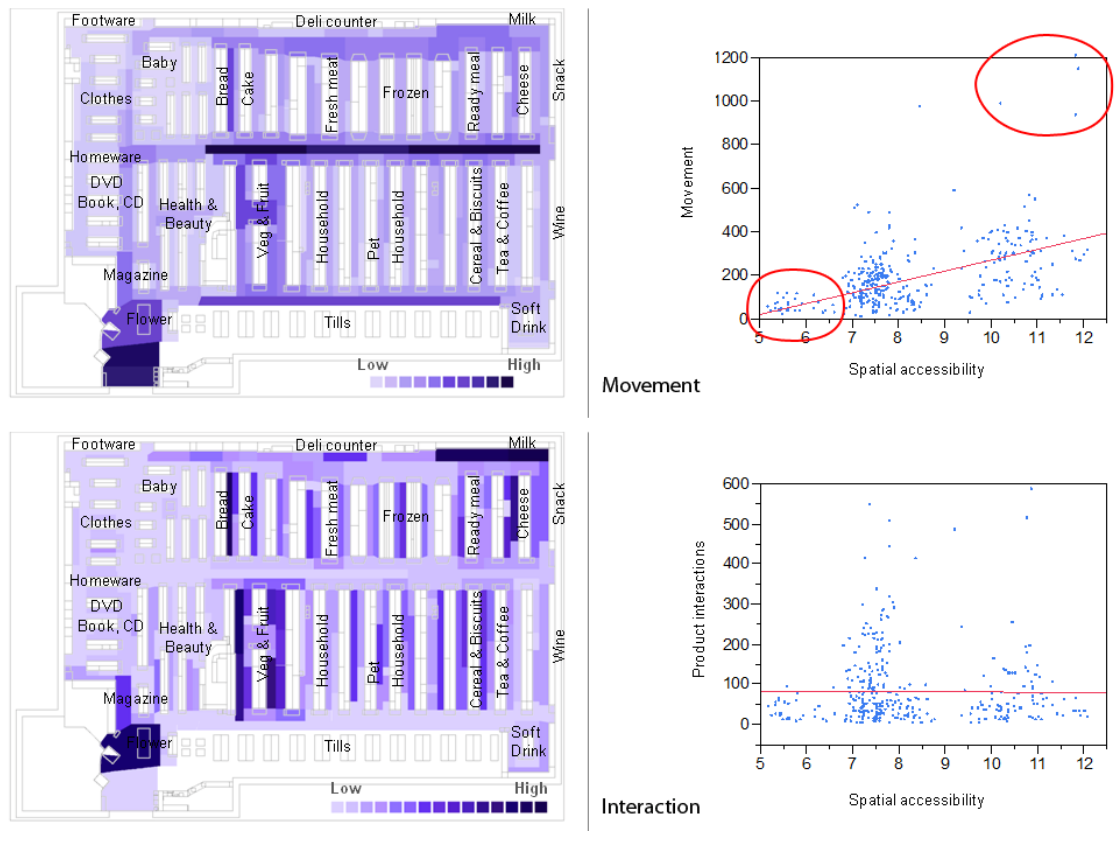 Footware
Deli counter
Milk
Baby
Bread
Cake
Fresh meat
Frozen
Ready meal
Cheese
Snack
Clothes
Homeware
DVD
Book, CD
Health &
Beauty
Veg & Fruit
Household
Pet
Household
Cereal & Biscuits
Tea & Coffee
Wine
Magazine
Flower
Tills
Soft
Drink
Low
High
Movement
1200
1000
800
600
400
200
0
5
6
7
8
9
10
11
12
Spatial accessibility
Movement
Footware
Deli counter
Milk
Baby
Bread
Cake
Fresh meat
Frozen
Ready meal
Cheese
Snack
Clothes
Homeware
DVD
Book, CD
Health &
Beauty
Veg & Fruit
Household
Pet
Household
Cereal & Biscuits
Tea & Coffee
Wine
Magazine
Flower
Tills
Soft
Drink
Low
High
Product interactions
600
500
400
300
200
100
0
5
6
7
8
9
10
11
12
Spatial accessibility
Interaction